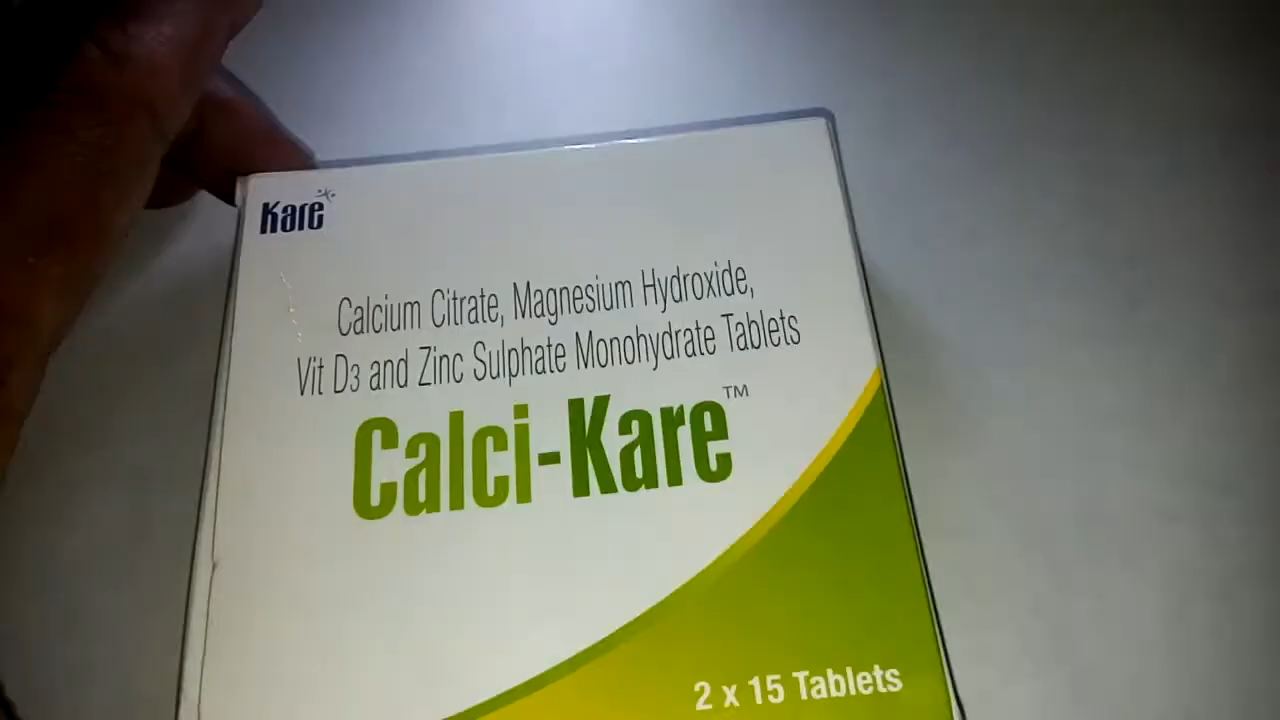 Kare
Calcium Citrate, Magnesium Hydroxide,
Vit D3 and Zinc Sulphate Monohydrate Tablets
Calci-Kare™
2 x 15 Tablets